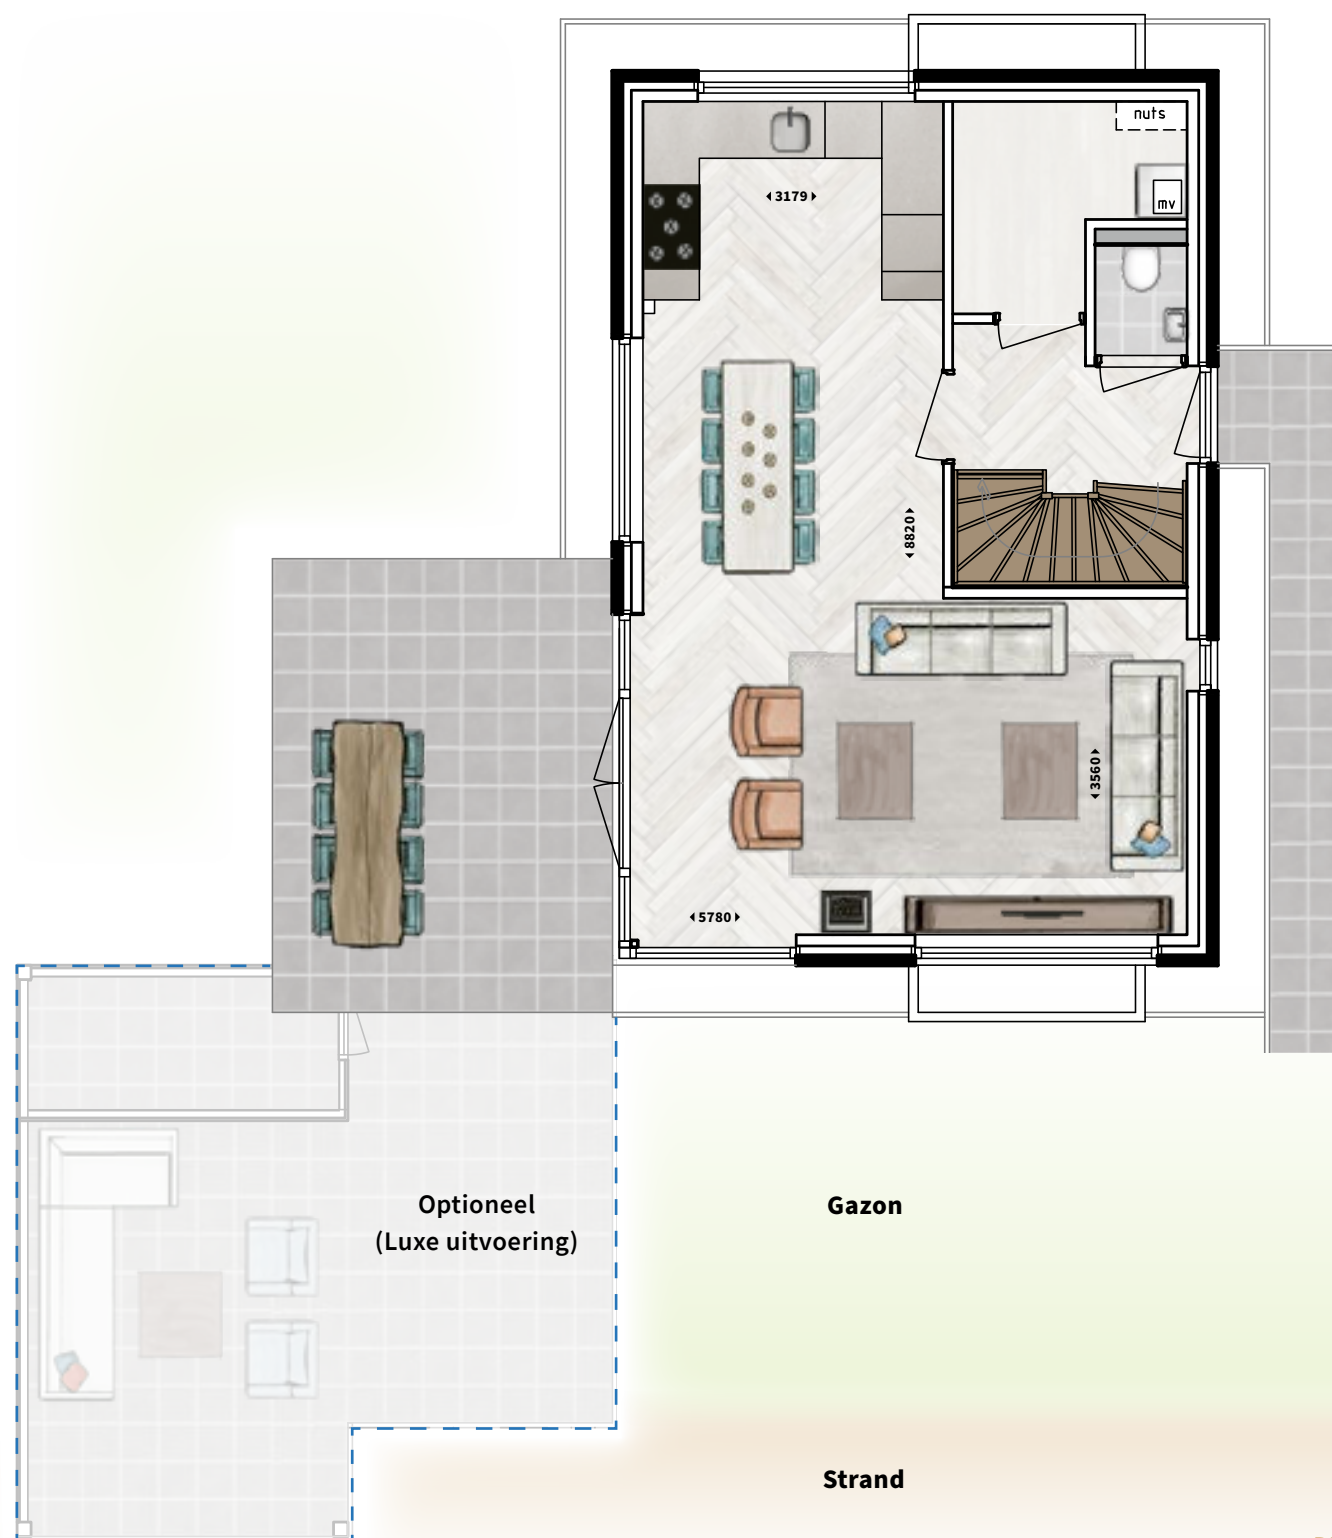 nuts
3179
mv
8820
3560
5780
Optioneel
(Luxe uitvoering)
Gazon
Strand